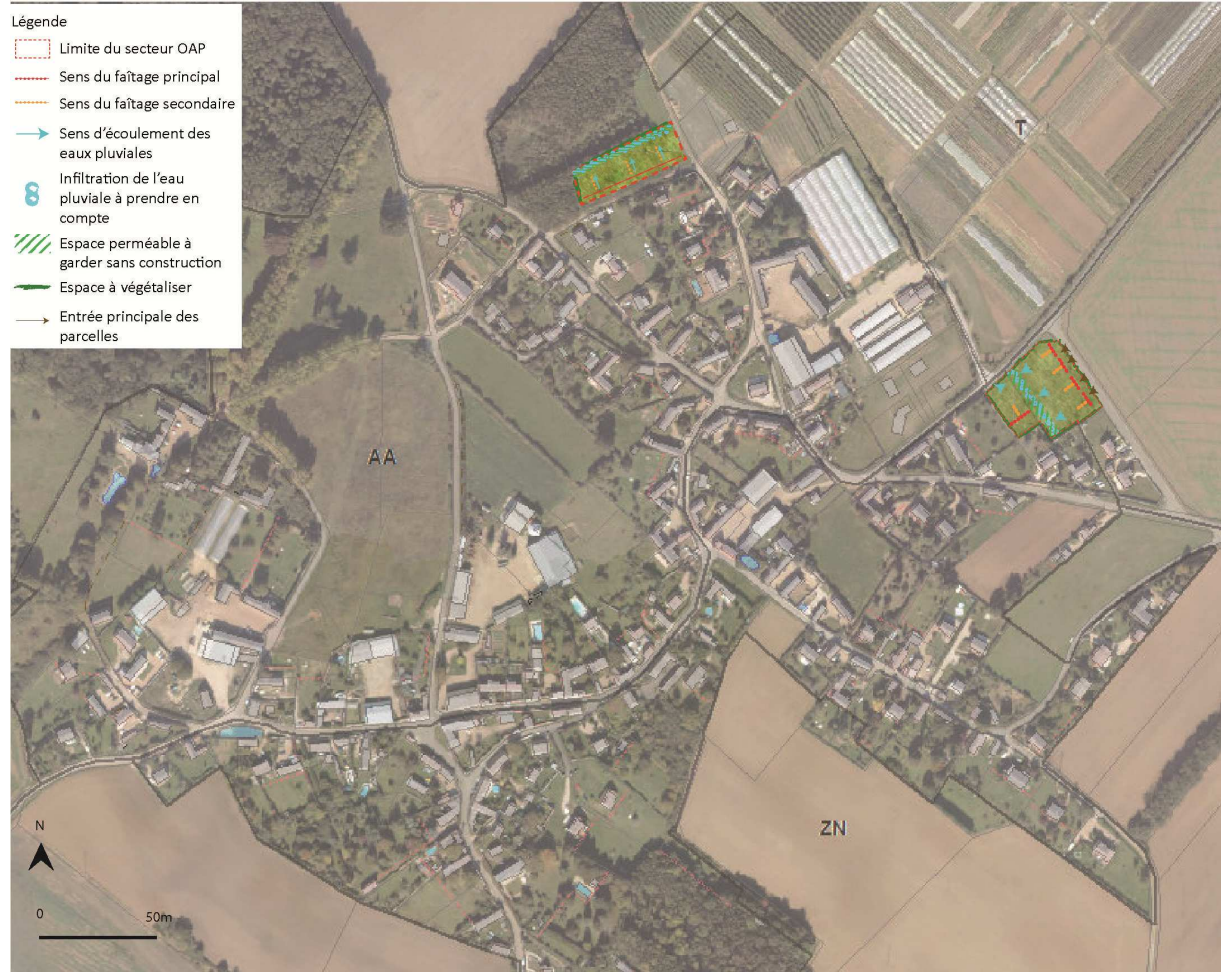 Légende
Limite du secteur OAP
Sens du faîtage principal
Sens du faîtage secondaire
Sens d'écoulement des
eaux pluviales
Infiltration de l'eau
pluviale à prendre en
compte
Espace perméable à
garder sans construction
Espace à végétaliser
Entrée principale des
parcelles
T
AA
ZN
N
0
50m